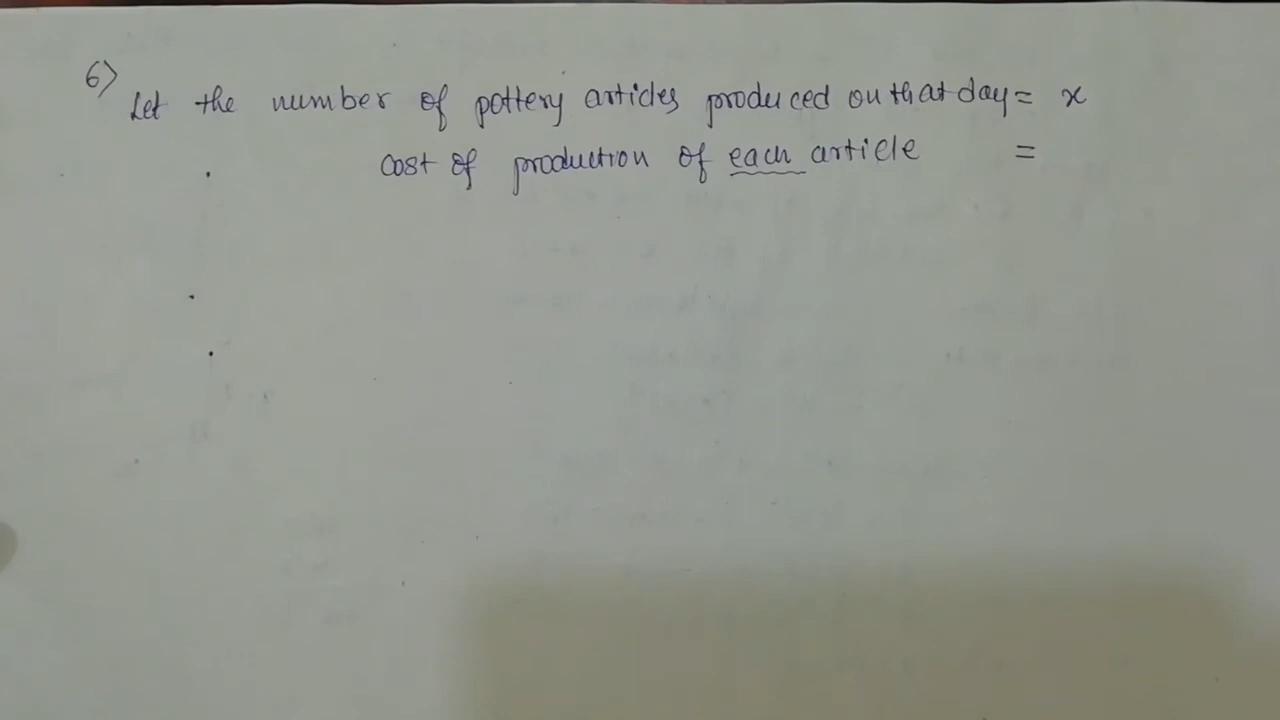 6)
Let the number of pottery articles produced on that day = x
cost of production of each article =